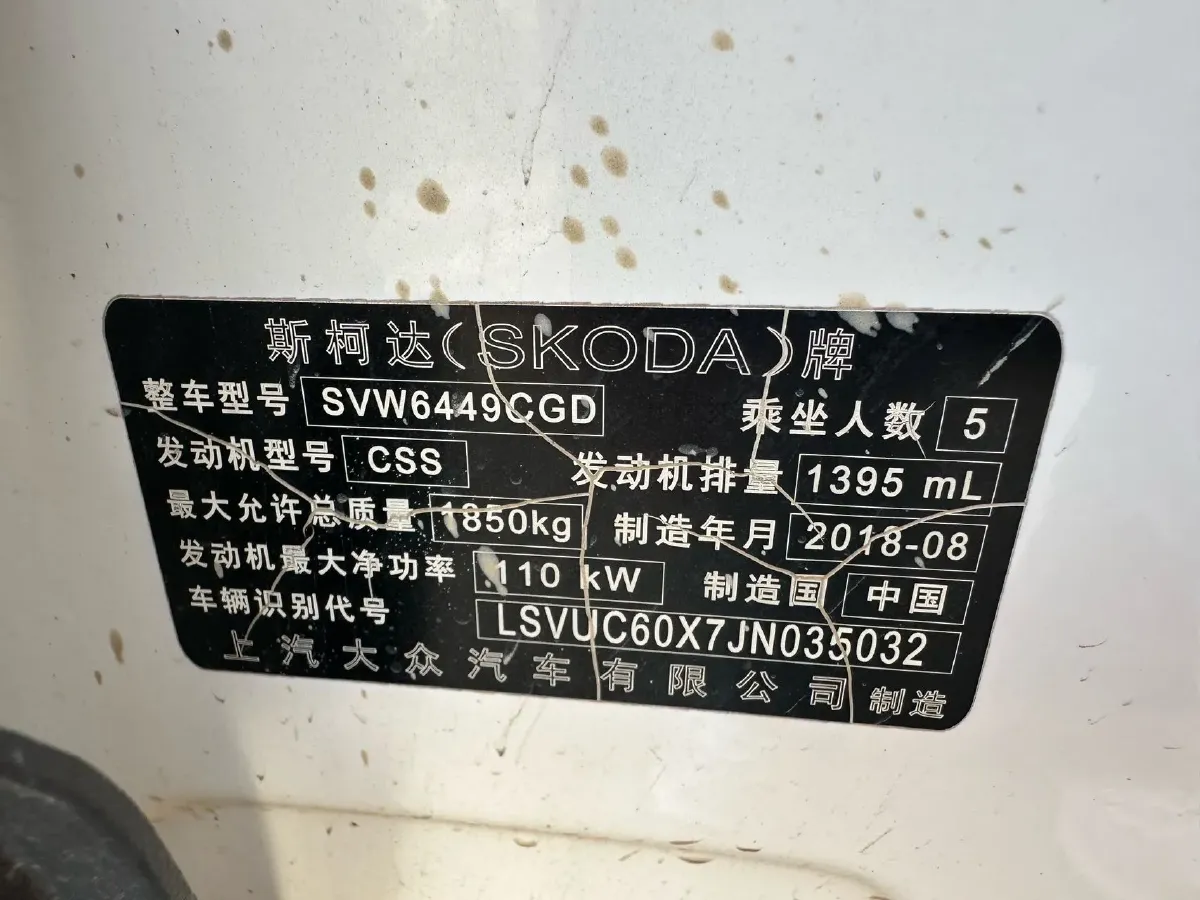 斯柯达(SKODA)牌
整车型号 SVW6449CGD 乘坐人数 5
发动机型号 CSS 发动机排量 1395 mL
最大允许总质量 1850kg 制造年月 2018-08
发动机最大净功率 110 kW 制造国 中国
车辆识别代号 LSVUC60X7JN035032
上汽大众汽车有限公司 制造